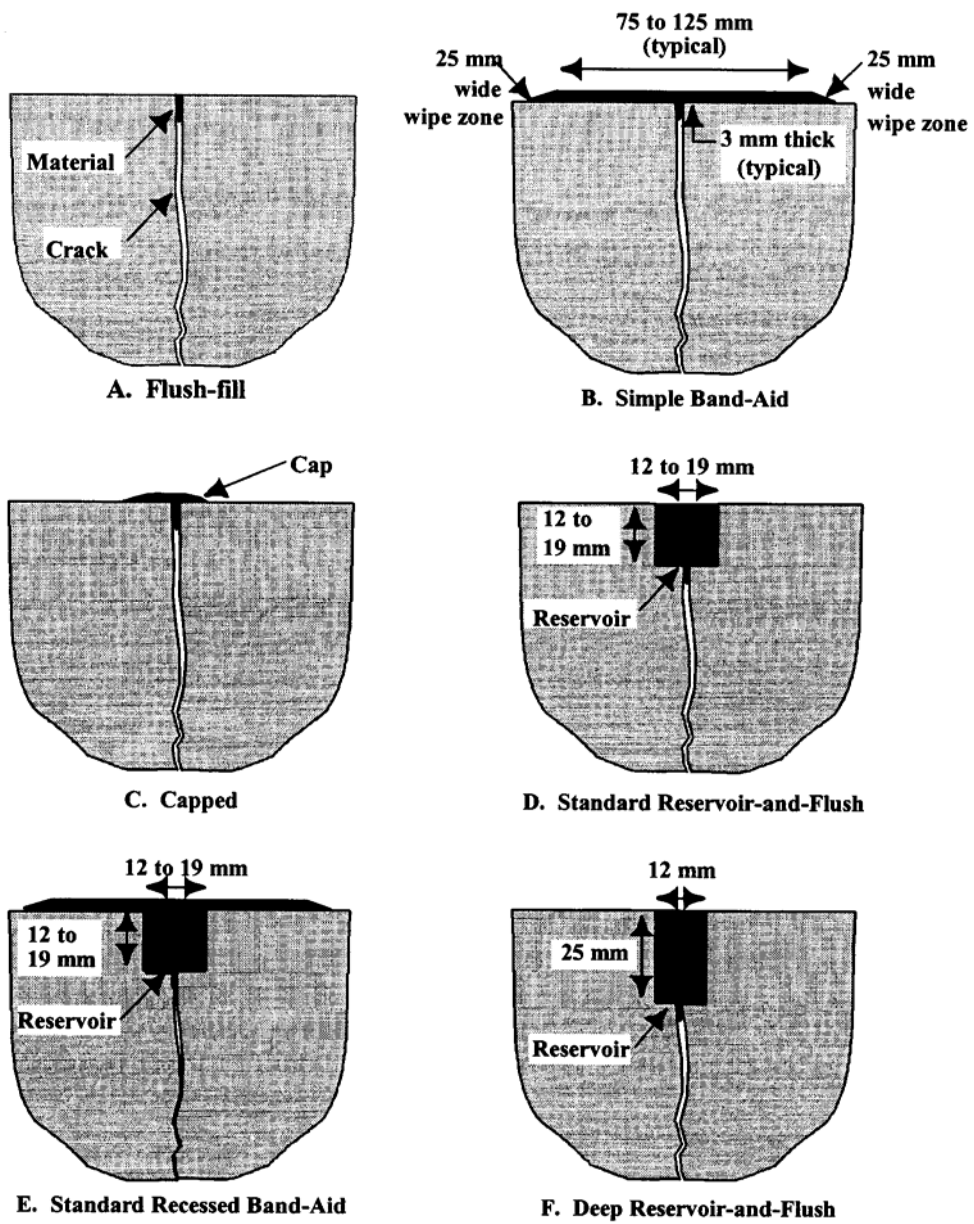 Material
Crack
A. Flush-fill
75 to 125 mm
(typical)
25 mm
wide
wipe zone
25 mm
wide
wipe zone
3 mm thick
(typical)
B. Simple Band-Aid
Cap
C. Capped
12 to 19 mm
12 to
19 mm
Reservoir
D. Standard Reservoir-and-Flush
12 to 19 mm
12 to
19 mm
Reservoir
E. Standard Recessed Band-Aid
12 mm
25 mm
Reservoir
F. Deep Reservoir-and-Flush